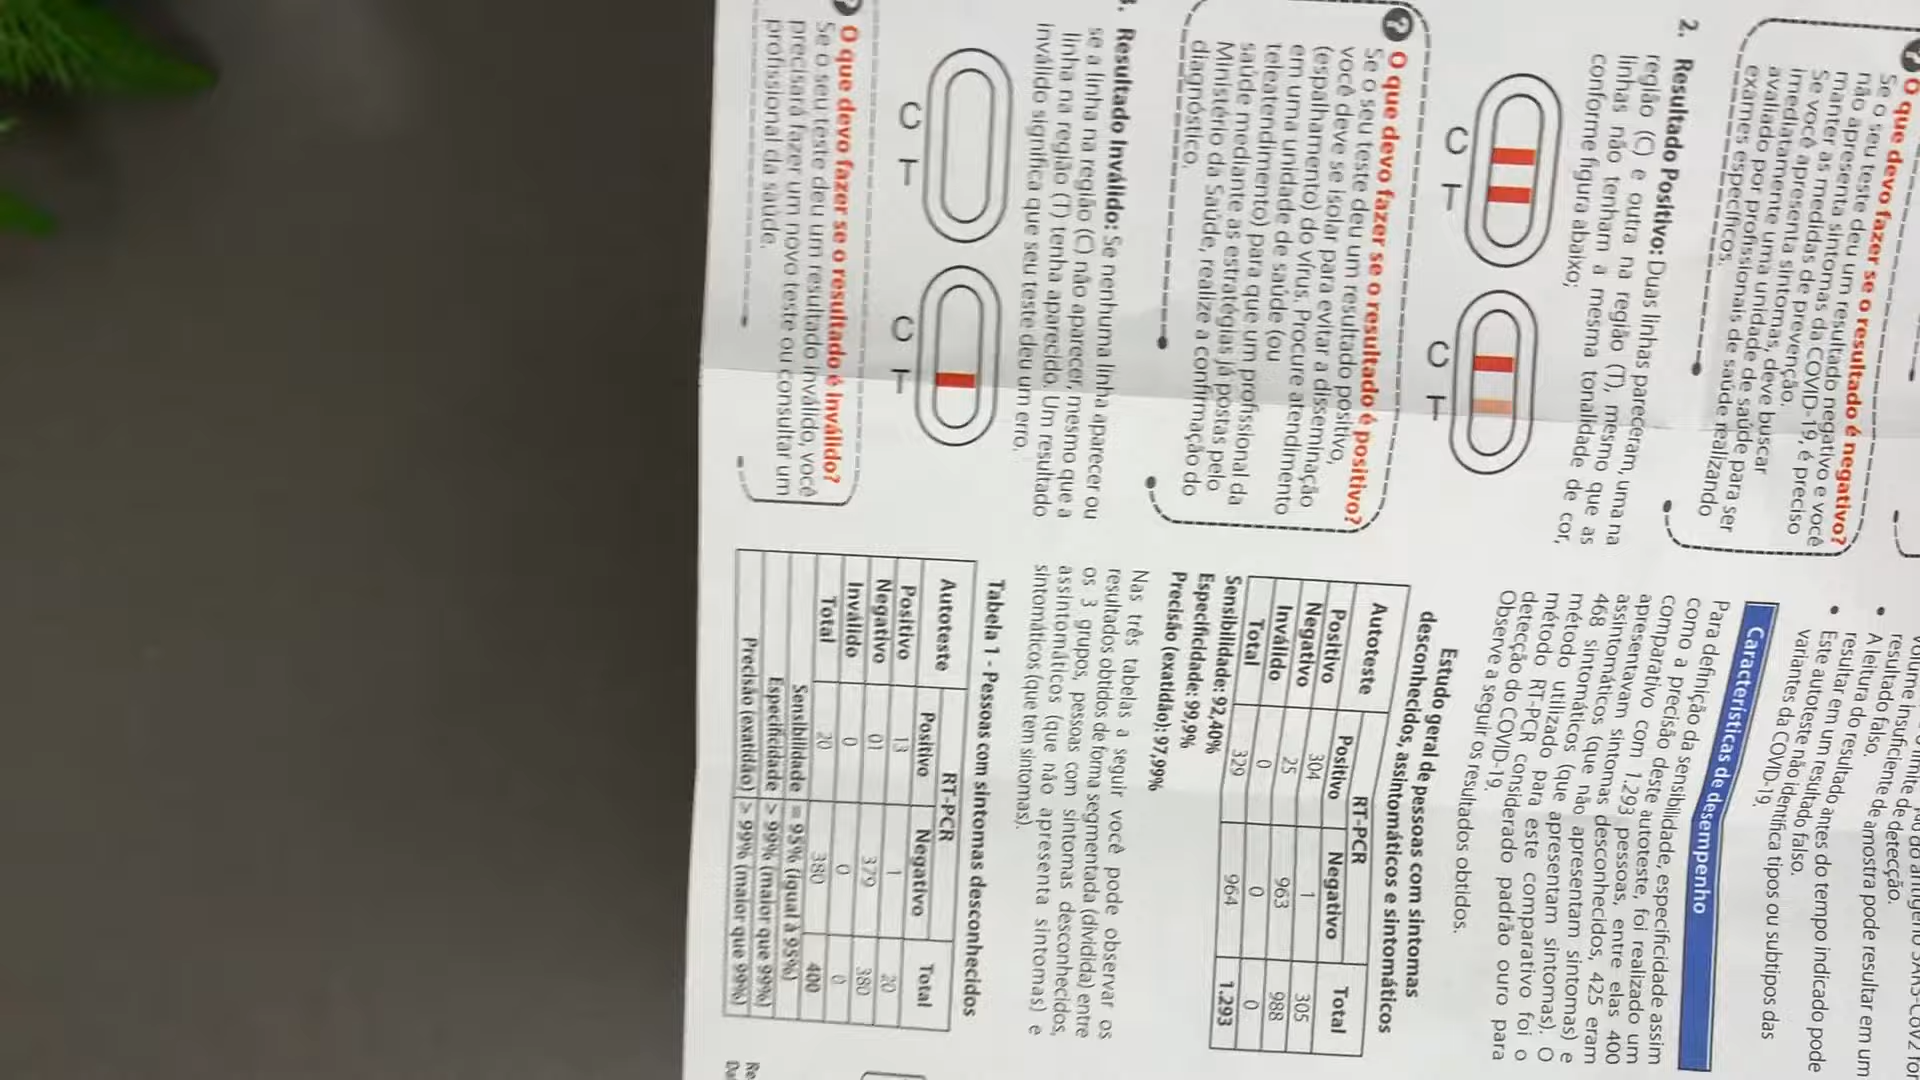 O que devo fazer se o resultado é negativo?
Se o seu teste deu um resultado negativo e você
não apresenta sintomas da COVID-19, é preciso
manter as medidas de prevenção.
Se você apresenta sintomas, deve buscar
imediatamente uma unidade de saúde para ser
avaliado por profissionais de saúde realizando
exames específicos.
2. Resultado Positivo: Duas linhas pareceram, uma na
região (C) e outra na região (T), mesmo que as
linhas não tenham a mesma tonalidade de cor,
conforme figura abaixo;
C T
C T
? O que devo fazer se o resultado é positivo?
Se o seu teste deu um resultado positivo,
você deve se isolar para evitar a disseminação
(espalhamento) do vírus. Procure atendimento
em uma unidade de saúde (ou
teleatendimento) para que um profissional da
saúde mediante as estratégias já postas pelo
Ministério da Saúde, realize a confirmação do
diagnóstico.
Resultado Inválido: Se nenhuma linha aparecer ou
se a linha na região (C) não aparecer, mesmo que a
linha na região (T) tenha aparecido. Um resultado
inválido significa que seu teste deu um erro.
C T
C T
? O que devo fazer se o resultado é inválido?
Se o seu teste deu um resultado inválido, você
precisará fazer um novo teste ou consultar um
profissional da saúde.
resultado insuficiente de detecção.
• A leitura do resultado de amostra pode resultar em um
resultado falso.
• Este autoteste não identifica tipos ou subtipos das
variantes da COVID-19.
Características de desempenho
Para definição da sensibilidade, especificidade assim
como a precisão deste autoteste, foi realizado um
comparativo com 1.293 pessoas, entre elas 400
apresentavam sintomas desconhecidos, 425 eram
assintomáticos (que não apresentam sintomas) e
468 sintomáticos (que apresentam sintomas). O
método utilizado para este comparativo foi o
método RT-PCR considerado padrão ouro para
detecção do COVID-19.
Observe a seguir os resultados obtidos.
Estudo geral de pessoas com sintomas
desconhecidos, assintomáticos e sintomáticos
Autoteste RT-PCR Total
Positivo Negativo
Positivo 304 1 305
Negativo 25 963 988
Inválido 0 0 0
Total 329 964 1.293
Sensibilidade: 92,40%
Especificidade: 99,9%
Precisão (exatidão): 97,99%
Nas três tabelas a seguir você pode observar os
resultados obtidos de forma segmentada (dividida) entre
os 3 grupos, pessoas com sintomas desconhecidos,
assintomáticos (que não apresenta sintomas) e
sintomáticos (que tem sintomas).
Tabela 1 - Pessoas com sintomas desconhecidos
Autoteste RT-PCR Total
Positivo Negativo
Positivo 13 1 20
Negativo 01 379 380
Inválido 0 0 0
Total 20 380 400
Sensibilidade = 95% (igual à 95%)
Especificidade > 99% (maior que 99%)
Precisão (exatidão) > 99% (maior que 99%)